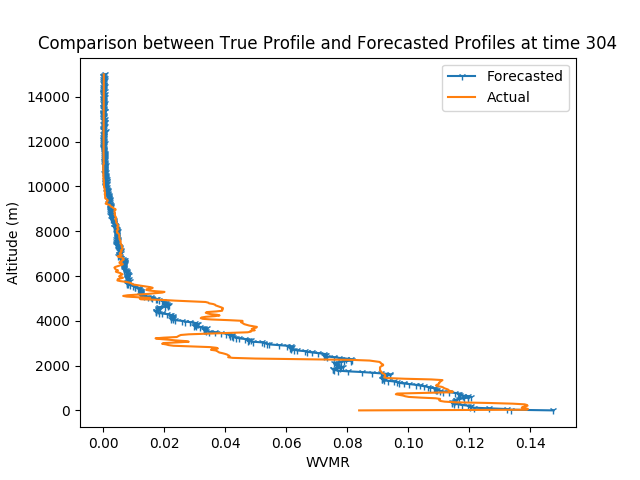 Comparison between True Profile and Forecasted Profiles at time 304
Forecasted
Actual
Altitude (m)
14000
12000
10000
8000
6000
4000
2000
0
0.00 0.02 0.04 0.06 0.08 0.10 0.12 0.14
WVMR